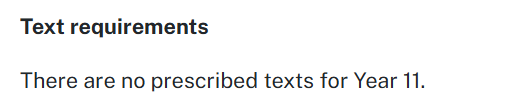 Text requirements
There are no prescribed texts for Year 11.